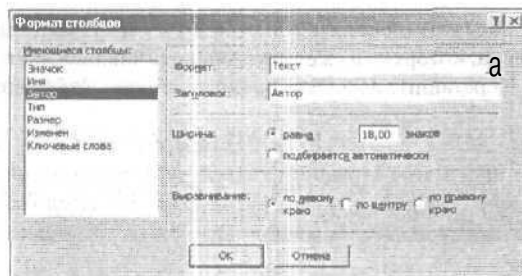 Формат столбцов
Имеющиеся столбцы:
Значок
Имя
Автор
Тип
Размер
Изменен
Ключевые слова
Формат: Текст а
Заголовок: Автор
Ширина: равна 18,00 знаков
подбирается автоматически
Выравнивание: по левому краю по центру по правому краю
ОК Отмена